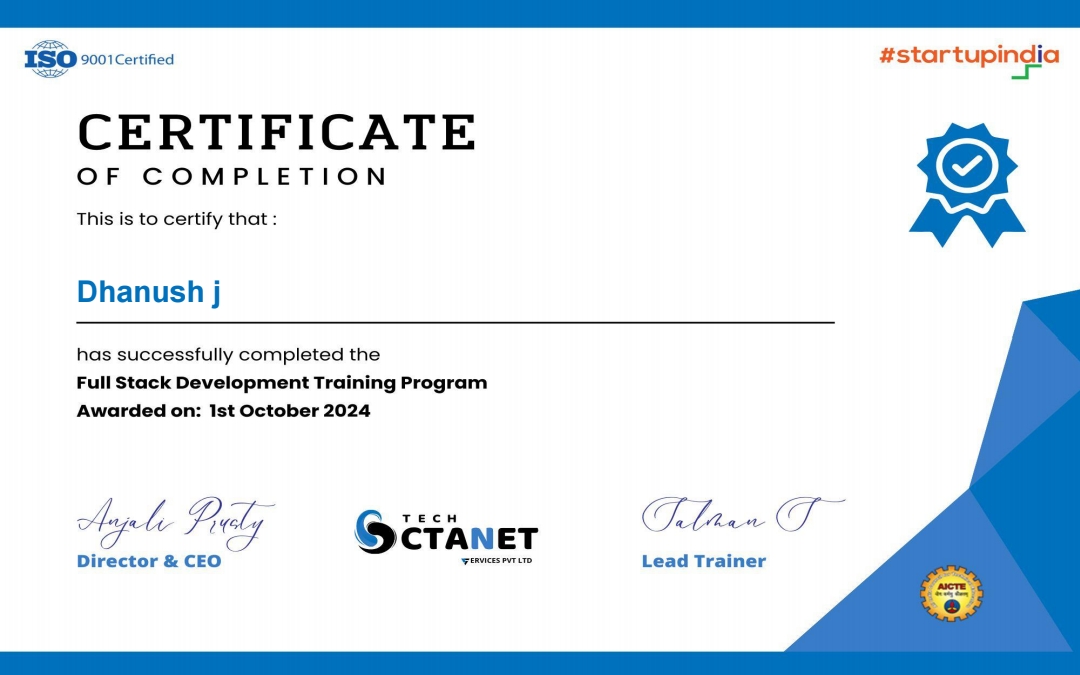 ISO 9001Certified
#startupindia
CERTIFICATE
OF COMPLETION
This is to certify that :
Dhanush j
has successfully completed the
Full Stack Development Training Program
Awarded on: 1st October 2024
Anjali Prusty
Director & CEO
TECH
OCTANET
SERVICES PVT LTD
Salman J
Lead Trainer
AICTE